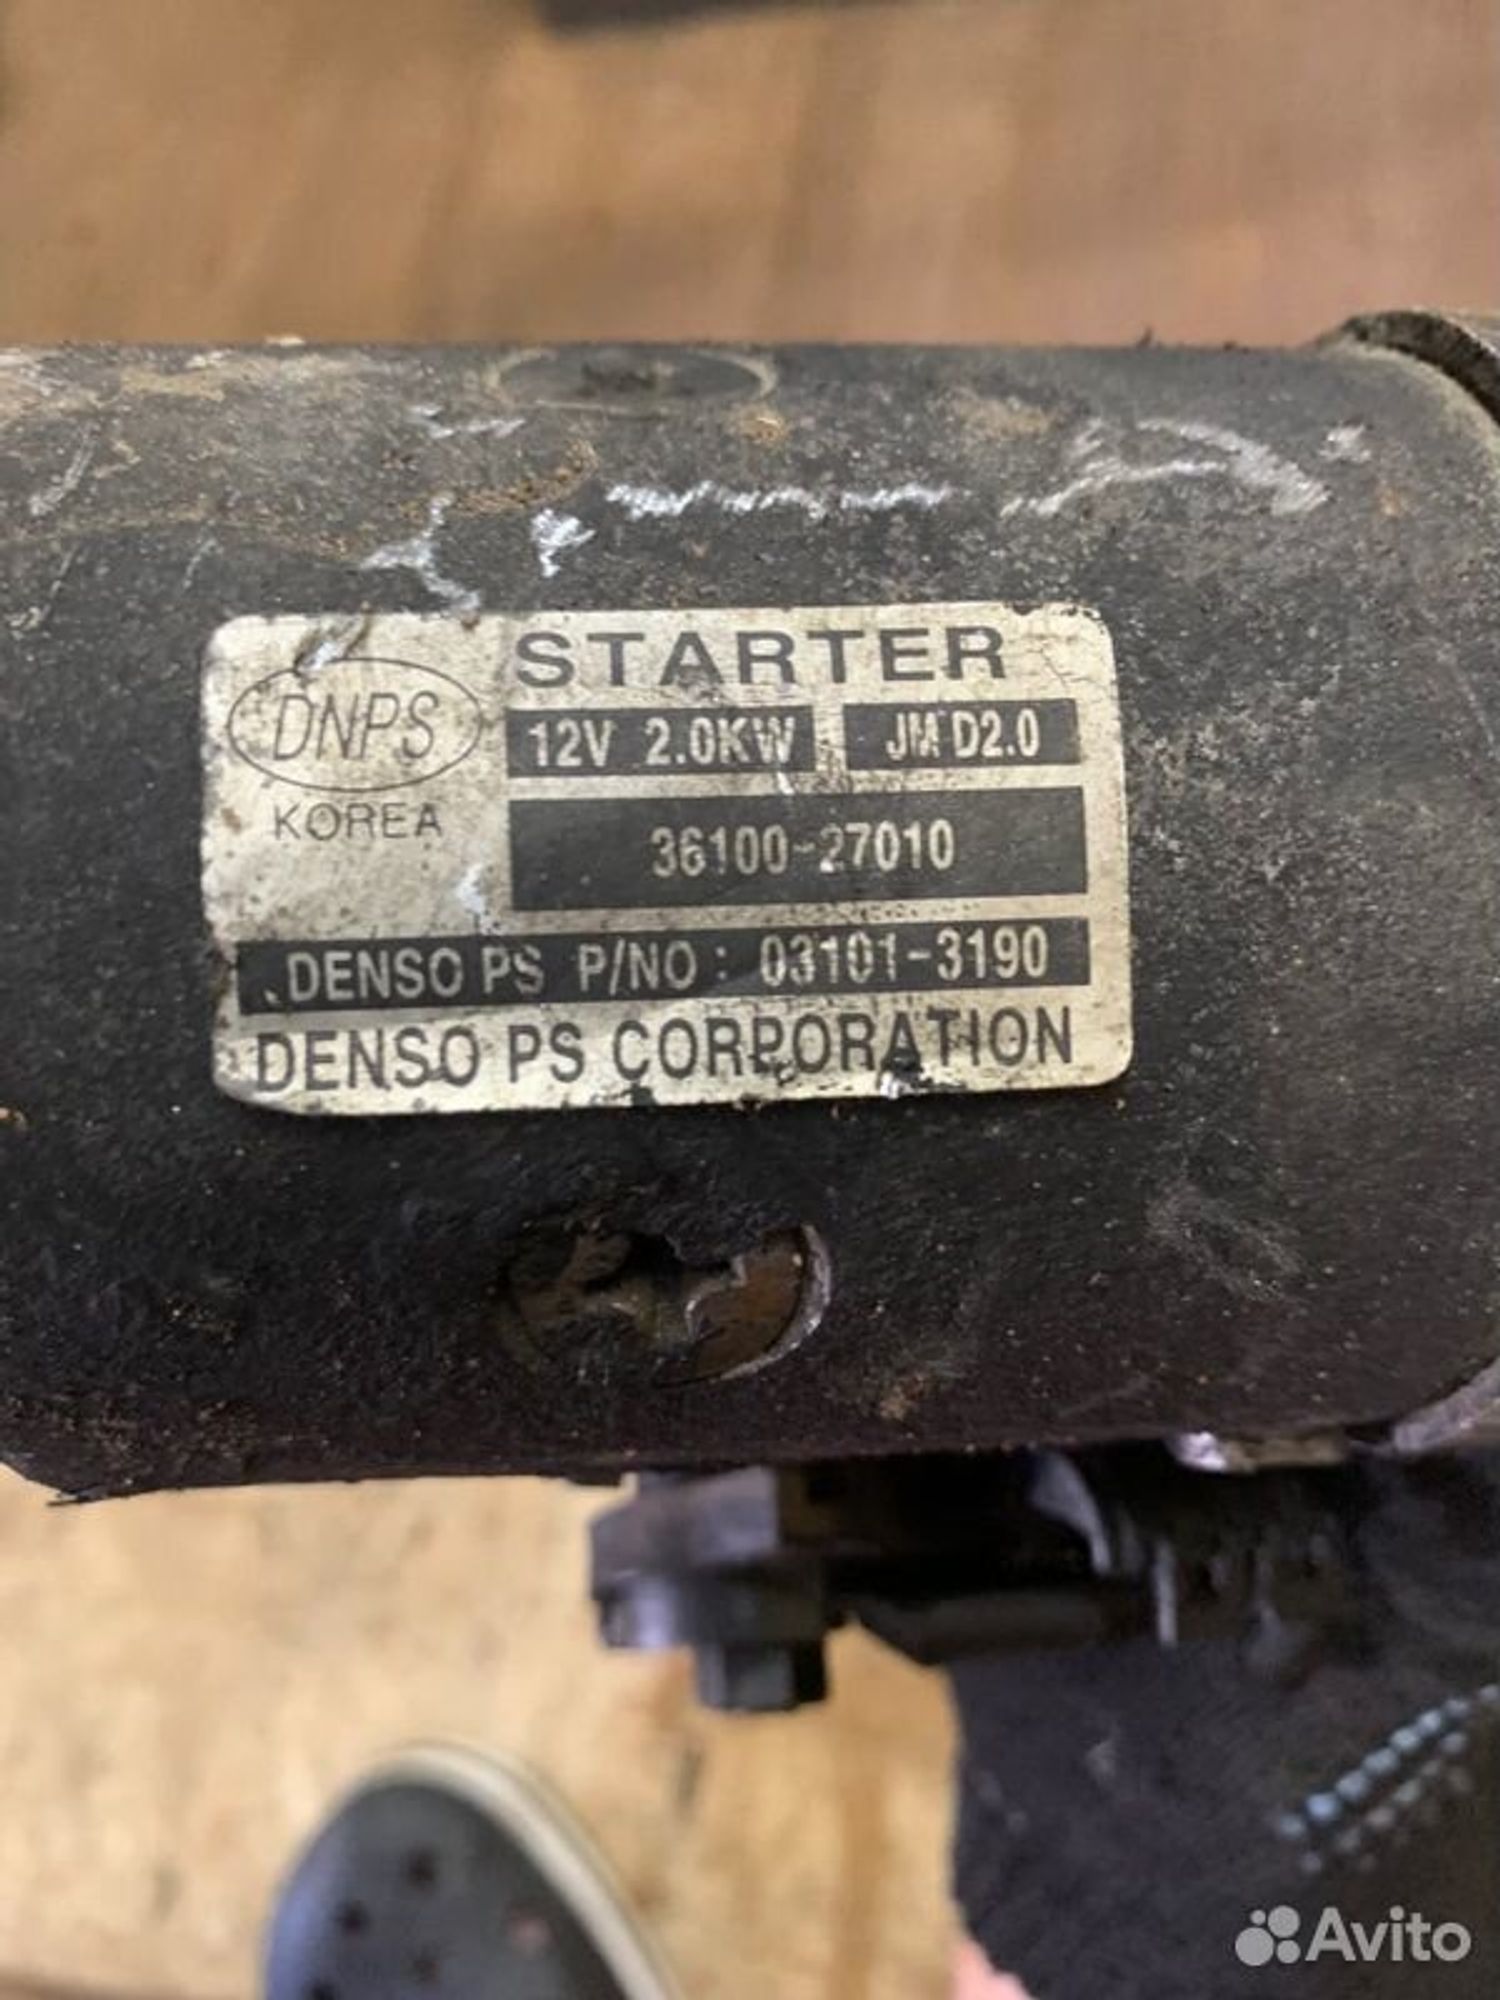 STARTER
DNPS
12V 2.0KW JM D2.0
KOREA
36100-27010
DENSO PS P/NO : 03101-3190
DENSO PS CORPORATION
Avito